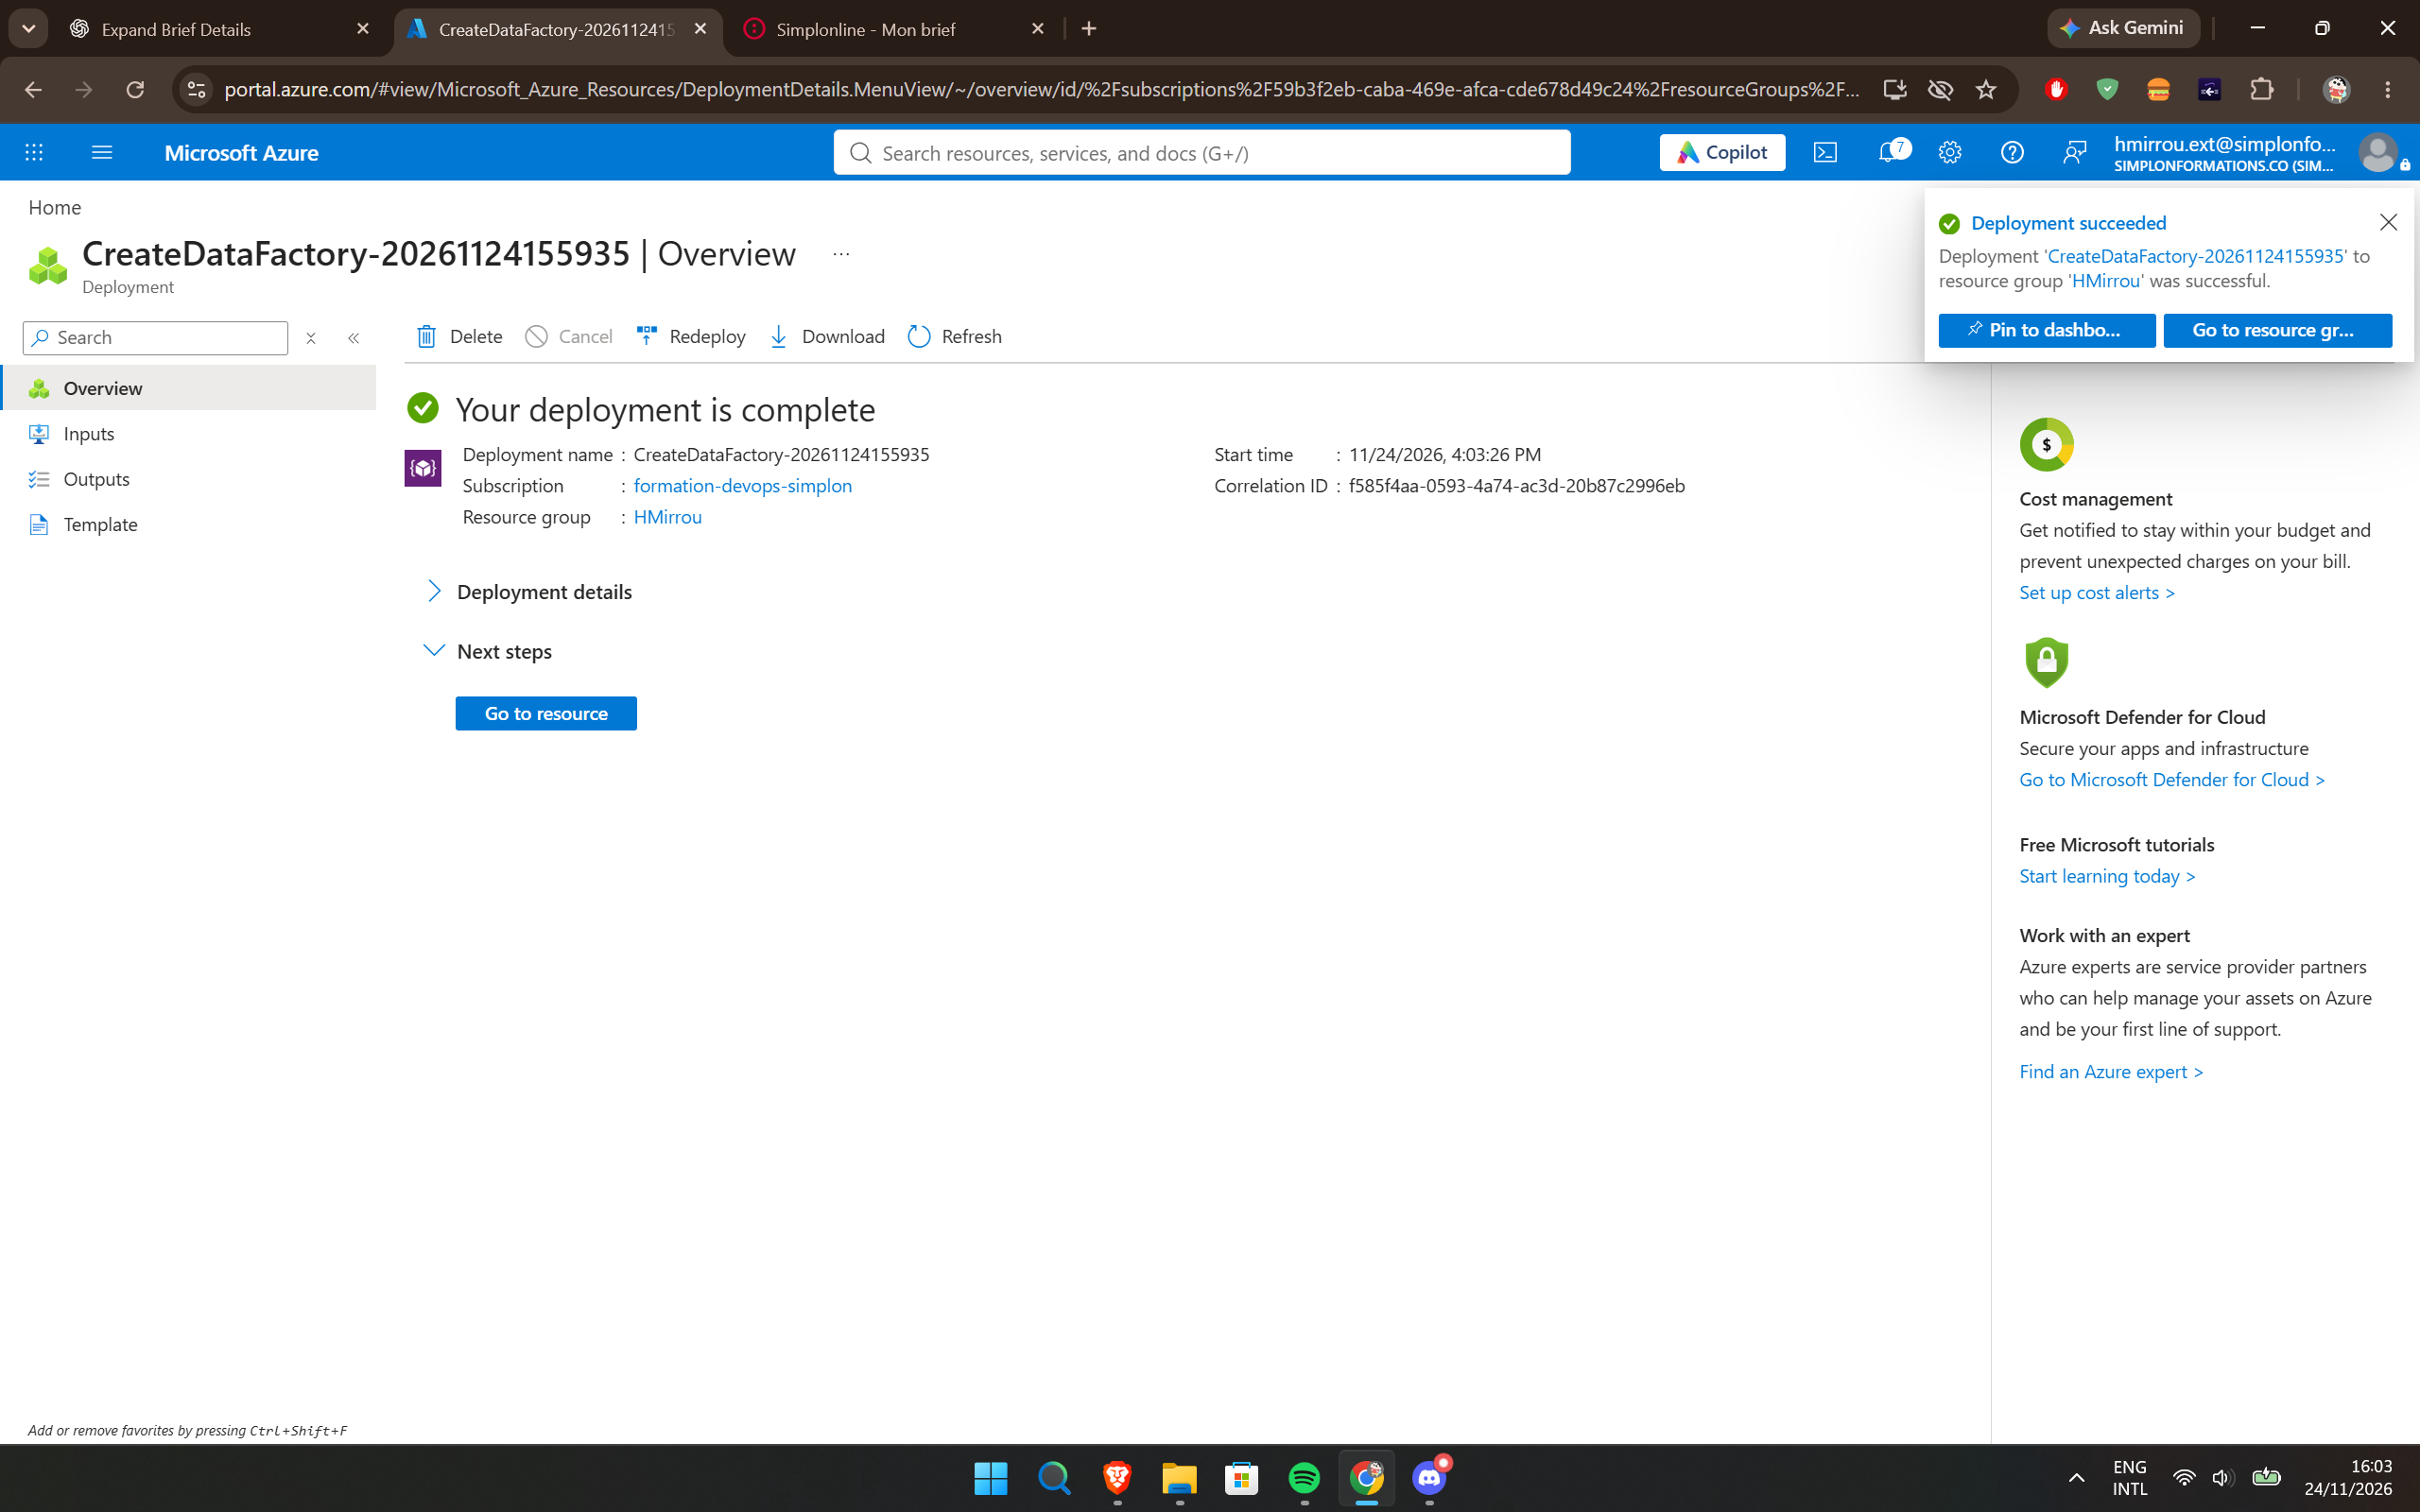 Expand Brief Details
CreateDataFactory-2026112415
Simplonline - Mon brief
Ask Gemini
portal.azure.com/#view/Microsoft_Azure_Resources/DeploymentDetails.MenuView/~/overview/id/%2Fsubscriptions%2F59b3f2eb-caba-469e-afca-cde678d49c24%2FresourceGroups%2F...
Microsoft Azure
Search resources, services, and docs (G+/)
Copilot
7
hmirrou.ext@simplonfo...
SIMPLONFORMATIONS.CO (SIM...
Home
CreateDataFactory-20261124155935 | Overview
Deployment
Deployment succeeded
Deployment 'CreateDataFactory-20261124155935' to
resource group 'HMirrou' was successful.
Pin to dashbo...
Go to resource gr...
Search
Delete
Cancel
Redeploy
Download
Refresh
Overview
Inputs
Outputs
Template
Your deployment is complete
Deployment name : CreateDataFactory-20261124155935
Subscription : formation-devops-simplon
Resource group : HMirrou
Start time : 11/24/2026, 4:03:26 PM
Correlation ID : f585f4aa-0593-4a74-ac3d-20b87c2996eb
Deployment details
Next steps
Go to resource
$
Cost management
Get notified to stay within your budget and
prevent unexpected charges on your bill.
Set up cost alerts >
Microsoft Defender for Cloud
Secure your apps and infrastructure
Go to Microsoft Defender for Cloud >
Free Microsoft tutorials
Start learning today >
Work with an expert
Azure experts are service provider partners
who can help manage your assets on Azure
and be your first line of support.
Find an Azure expert >
Add or remove favorites by pressing Ctrl+Shift+F
ENG
INTL
16:03
24/11/2026